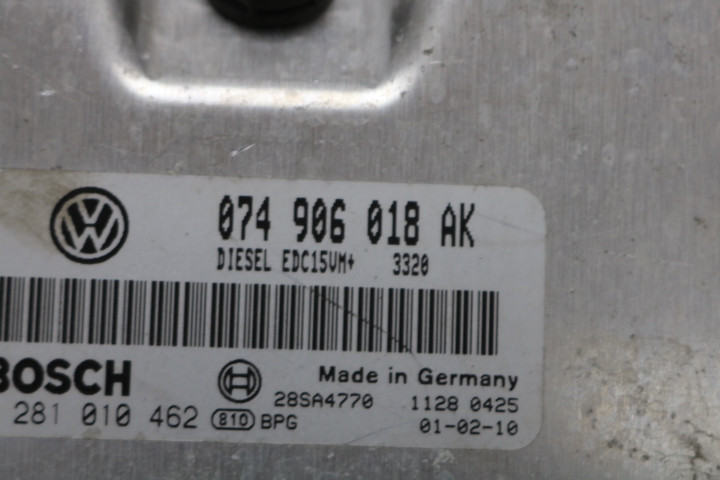 VW
074 906 018 AK
DIESEL EDC15VM+ 3320
BOSCH
Made in Germany
28SA4770 1128 0425
281 010 462 810 BPG 01-02-10